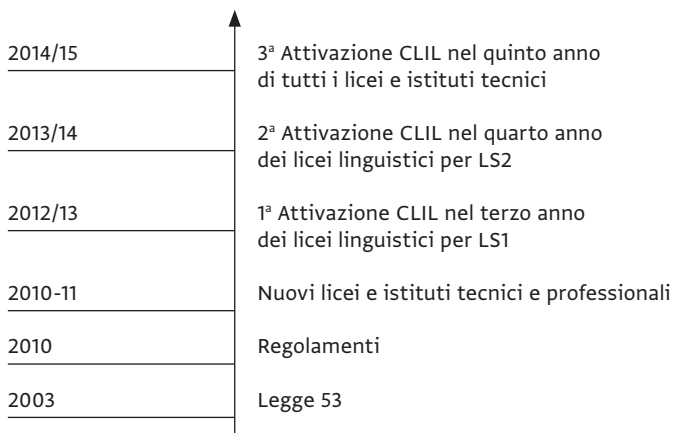 2014/15 3ª Attivazione CLIL nel quinto anno
di tutti i licei e istituti tecnici
2013/14 2ª Attivazione CLIL nel quarto anno
dei licei linguistici per LS2
2012/13 1ª Attivazione CLIL nel terzo anno
dei licei linguistici per LS1
2010-11 Nuovi licei e istituti tecnici e professionali
2010 Regolamenti
2003 Legge 53